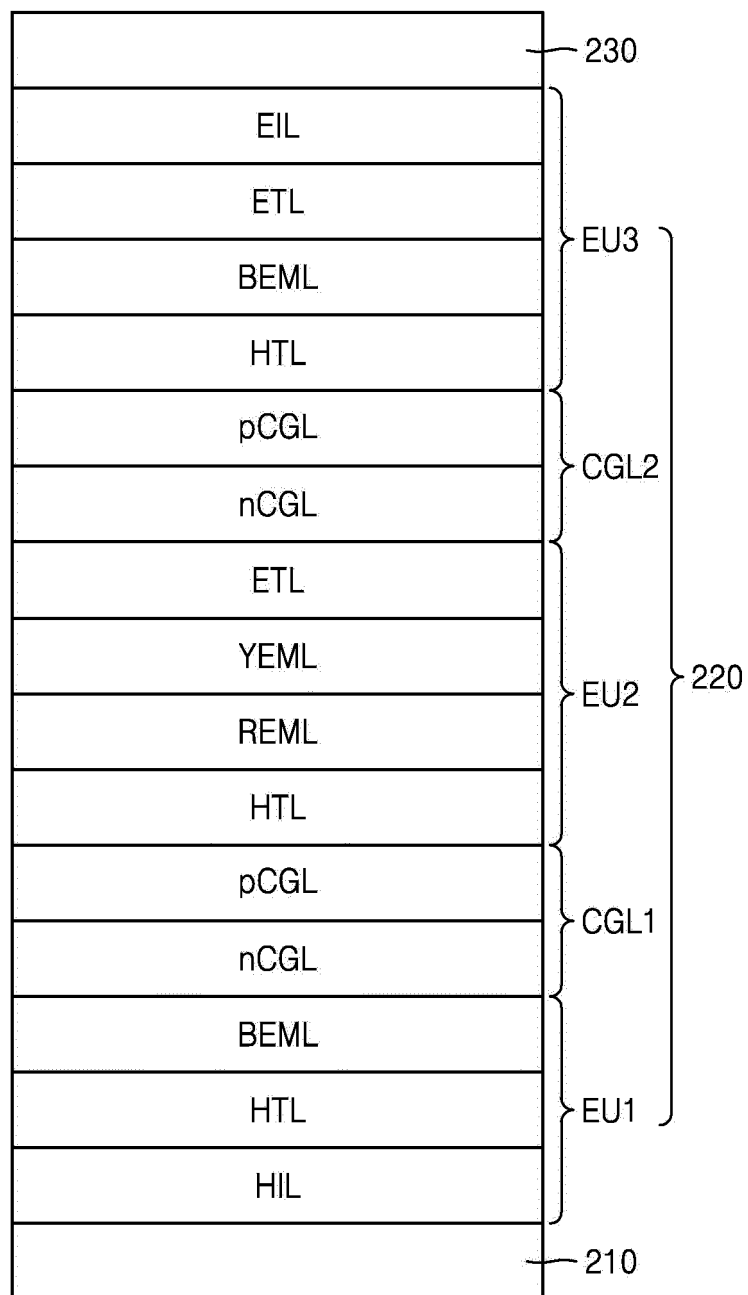 230
EIL
ETL
EU3
BEML
HTL
pCGL
CGL2
nCGL
ETL
YEML
220
EU2
REML
HTL
pCGL
CGL1
nCGL
BEML
HTL
EU1
HIL
210